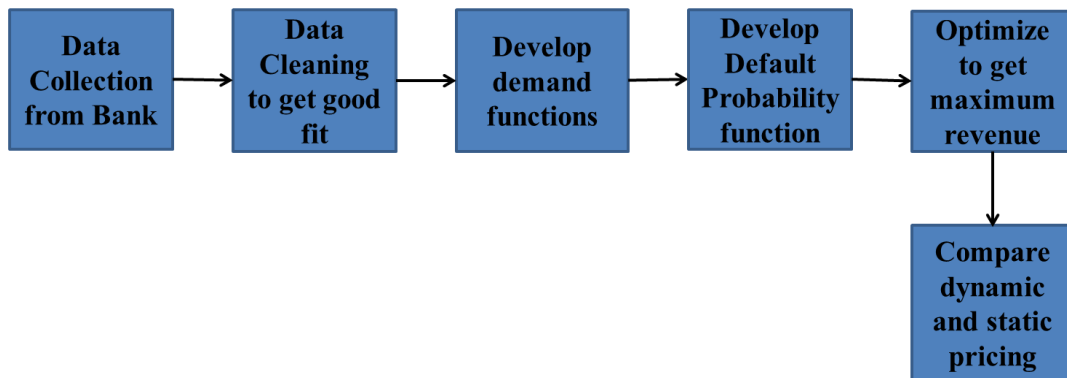 Data
Collection
from Bank
Data
Cleaning
to get good
fit
Develop
demand
functions
Develop
Default
Probability
function
Optimize
to get
maximum
revenue
Compare
dynamic
and static
pricing